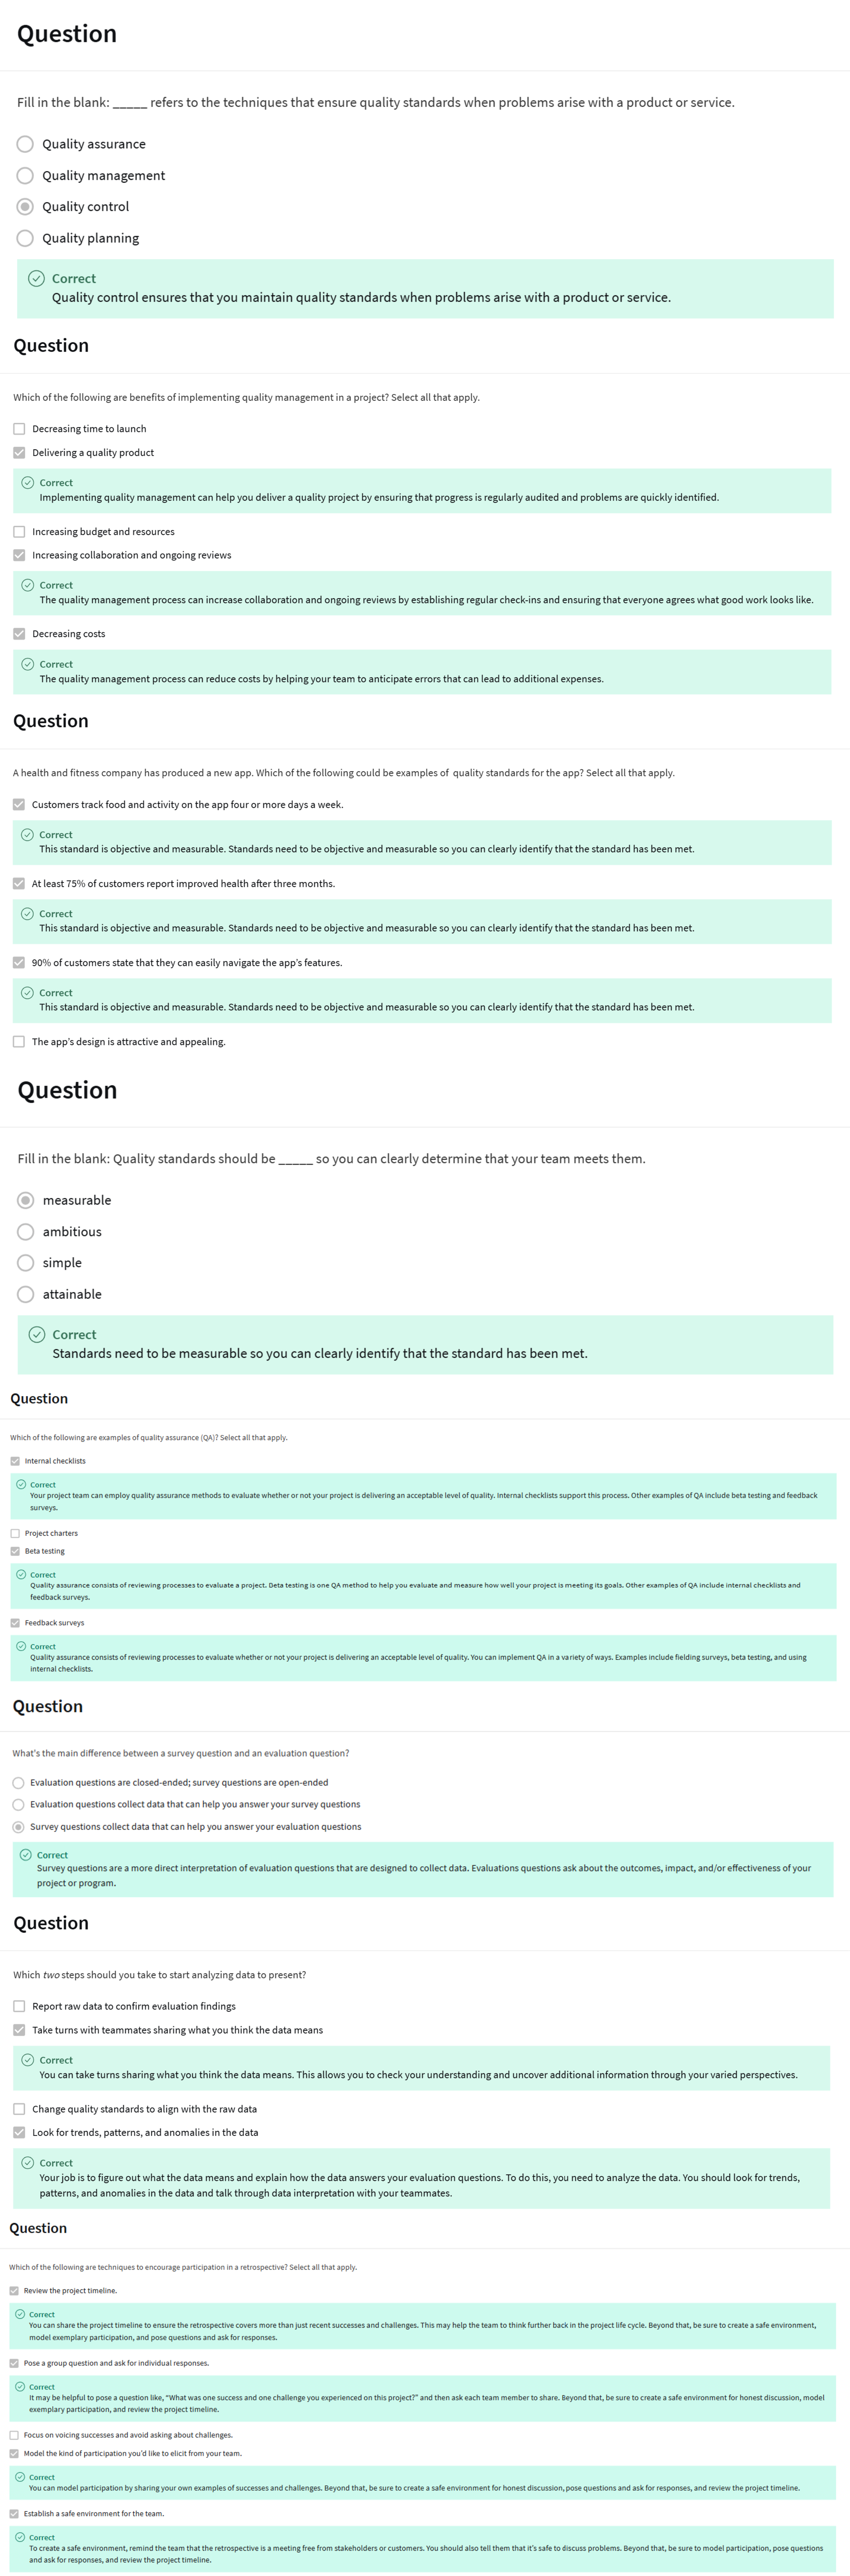 Question
Fill in the blank: _____ refers to the techniques that ensure quality standards when problems arise with a product or service.
Quality assurance
Quality management
Quality control
Quality planning
Correct
Quality control ensures that you maintain quality standards when problems arise with a product or service.
Question
Which of the following are benefits of implementing quality management in a project? Select all that apply.
Decreasing time to launch
Delivering a quality product
Correct
Implementing quality management can help you deliver a quality project by ensuring that progress is regularly audited and problems are quickly identified.
Increasing budget and resources
Increasing collaboration and ongoing reviews
Correct
The quality management process can increase collaboration and ongoing reviews by establishing regular check-ins and ensuring that everyone agrees what good work looks like.
Decreasing costs
Correct
The quality management process can reduce costs by helping your team to anticipate errors that can lead to additional expenses.
Question
A health and fitness company has produced a new app. Which of the following could be examples of  quality standards for the app? Select all that apply.
Customers track food and activity on the app four or more days a week.
Correct
This standard is objective and measurable. Standards need to be objective and measurable so you can clearly identify that the standard has been met.
At least 75% of customers report improved health after three months.
Correct
This standard is objective and measurable. Standards need to be objective and measurable so you can clearly identify that the standard has been met.
90% of customers state that they can easily navigate the app’s features.
Correct
This standard is objective and measurable. Standards need to be objective and measurable so you can clearly identify that the standard has been met.
The app’s design is attractive and appealing.
Question
Fill in the blank: Quality standards should be _____ so you can clearly determine that your team meets them.
measurable
ambitious
simple
attainable
Correct
Standards need to be measurable so you can clearly identify that the standard has been met.
Question
Which of the following are examples of quality assurance (QA)? Select all that apply.
Internal checklists
Correct
Your project team can employ quality assurance methods to evaluate whether or not your project is delivering an acceptable level of quality. Internal checklists support this process. Other examples of QA include beta testing and feedback
surveys.
Project charters
Beta testing
Correct
Quality assurance consists of reviewing processes to evaluate a project. Beta testing is one QA method to help you evaluate and measure how well your project is meeting its goals. Other examples of QA include internal checklists and
feedback surveys.
Feedback surveys
Correct
Quality assurance consists of reviewing processes to evaluate whether or not your project is delivering an acceptable level of quality. You can implement QA in a variety of ways. Examples include fielding surveys, beta testing, and using
internal checklists.
Question
What's the main difference between a survey question and an evaluation question?
Evaluation questions are closed-ended; survey questions are open-ended
Evaluation questions collect data that can help you answer your survey questions
Survey questions collect data that can help you answer your evaluation questions
Correct
Survey questions are a more direct interpretation of evaluation questions that are designed to collect data. Evaluations questions ask about the outcomes, impact, and/or effectiveness of your
project or program.
Question
Which two steps should you take to start analyzing data to present?
Report raw data to confirm evaluation findings
Take turns with teammates sharing what you think the data means
Correct
You can take turns sharing what you think the data means. This allows you to check your understanding and uncover additional information through your varied perspectives.
Change quality standards to align with the raw data
Look for trends, patterns, and anomalies in the data
Correct
Your job is to figure out what the data means and explain how the data answers your evaluation questions. To do this, you need to analyze the data. You should look for trends,
patterns, and anomalies in the data and talk through data interpretation with your teammates.
Question
Which of the following are techniques to encourage participation in a retrospective? Select all that apply.
Review the project timeline.
Correct
You can share the project timeline to ensure the retrospective covers more than just recent successes and challenges. This may help the team to think further back in the project life cycle. Beyond that, be sure to create a safe environment,
model exemplary participation, and pose questions and ask for responses.
Pose a group question and ask for individual responses.
Correct
It may be helpful to pose a question like, “What was one success and one challenge you experienced on this project?” and then ask each team member to share. Beyond that, be sure to create a safe environment for honest discussion, model
exemplary participation, and review the project timeline.
Focus on voicing successes and avoid asking about challenges.
Model the kind of participation you’d like to elicit from your team.
Correct
You can model participation by sharing your own examples of successes and challenges. Beyond that, be sure to create a safe environment for honest discussion, pose questions and ask for responses, and review the project timeline.
Establish a safe environment for the team.
Correct
To create a safe environment, remind the team that the retrospective is a meeting free from stakeholders or customers. You should also tell them that it’s safe to discuss problems. Beyond that, be sure to model participation, pose questions
and ask for responses, and review the project timeline.